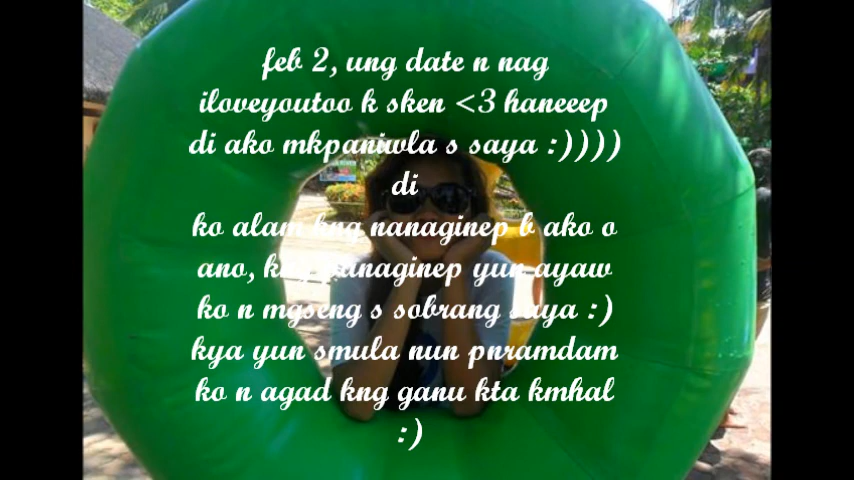 feb 2, ung date n nag
iloveyoutoo k sken <3 haneeep
di ako mkpaniwla s saya :))))
di
ko alam kng nanaginep b ako o
ano, kng nanaginep yun ayaw
ko n mgseng s sobrang saya :)
kya yun smula nun pnramdam
ko n agad kng ganu kta kmhal
:)